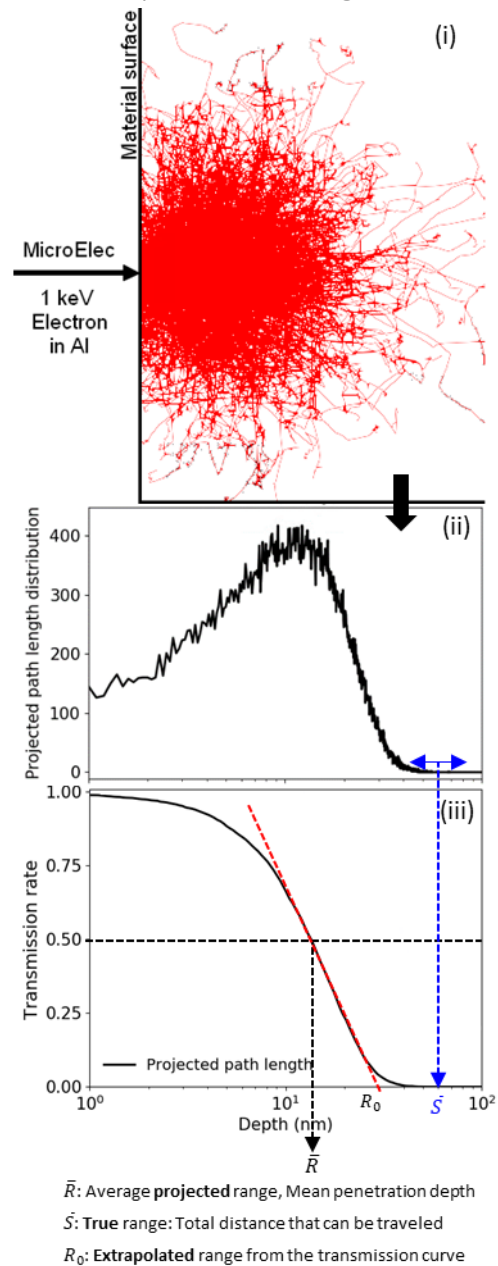 (i)
Material surface
MicroElec
1 keV
Electron
in Al
(ii)
Projected path length distribution
400
300
200
100
0
(iii)
Transmission rate
1.00
0.75
0.50
0.25
0.00
Projected path length
10⁰
10¹
10²
R₀
Ṡ
Depth (nm)
R̄
R̄: Average projected range, Mean penetration depth
Ṡ: True range: Total distance that can be traveled
R₀: Extrapolated range from the transmission curve